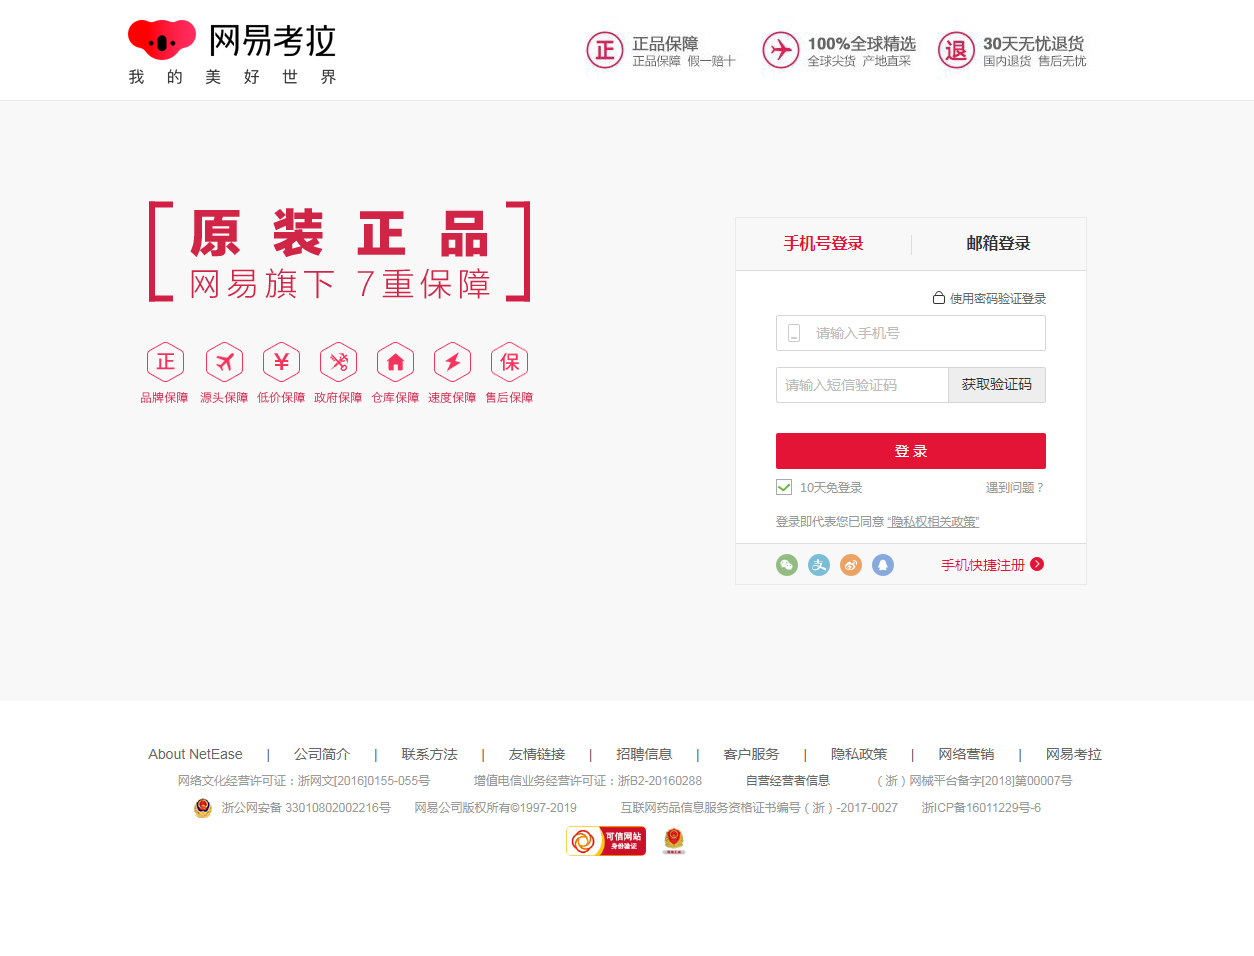 网易考拉
我的美好世界
正 正品保障
正品保障 假一赔十
100%全球精选
全球尖货 产地直采
退 30天无忧退货
国内退货 售后无忧
原装正品
网易旗下 7重保障
正 ¥ 保
品牌保障 源头保障 低价保障 政府保障 仓库保障 速度保障 售后保障
手机号登录 邮箱登录
使用密码验证登录
请输入手机号
请输入短信验证码 获取验证码
登 录
10天免登录 遇到问题？
登录即代表您已同意 “隐私权相关政策”
支 手机快捷注册
About NetEase | 公司简介 | 联系方法 | 友情链接 | 招聘信息 | 客户服务 | 隐私政策 | 网络营销 | 网易考拉
网络文化经营许可证：浙网文[2016]0155-055号 增值电信业务经营许可证：浙B2-20160288 自营经营者信息 （浙）网械平台备字[2018]第00007号
浙公网安备 33010802002216号 网易公司版权所有©1997-2019 互联网药品信息服务资格证书编号（浙）-2017-0027 浙ICP备16011229号-6
可信网站
身份验证